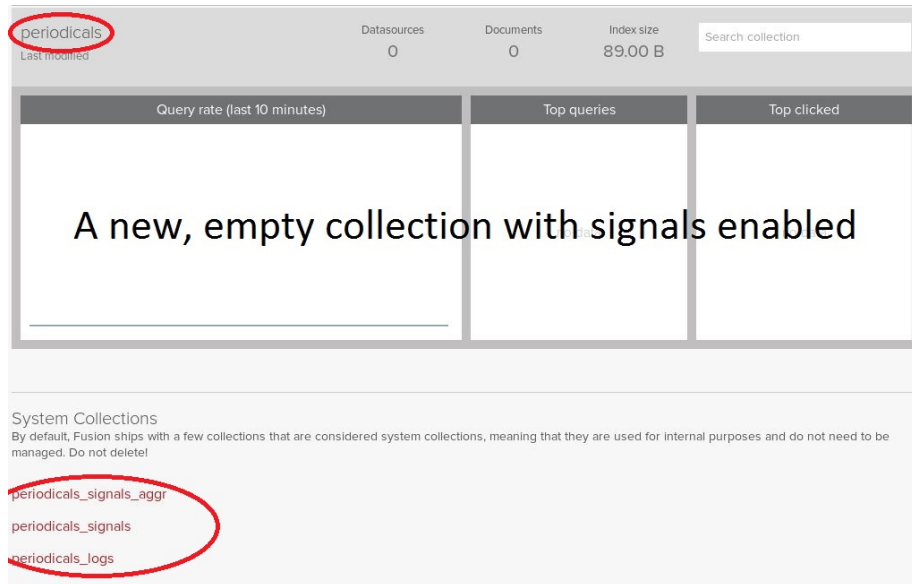 periodicals
Last modified
Datasources
0
Documents
0
Index size
89.00 B
Search collection
Query rate (last 10 minutes)
Top queries
Top clicked
A new, empty collection with signals enabled
System Collections
By default, Fusion ships with a few collections that are considered system collections, meaning that they are used for internal purposes and do not need to be
managed. Do not delete!
periodicals_signals_aggr
periodicals_signals
periodicals_logs